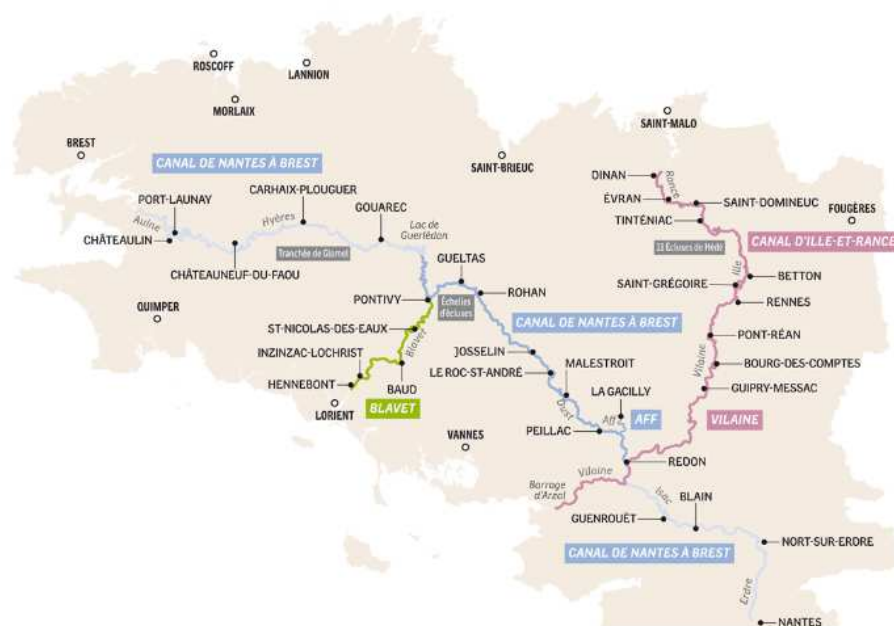 ROSCOFF
LANNION
MORLAIX
BREST
SAINT-MALO
SAINT-BRIEUC
CANAL DE NANTES À BREST
DINAN
Rance
PORT-LAUNAY
CARHAIX-PLOUGUER
ÉVRAN
SAINT-DOMINEUC
FOUGÈRES
Aulne
Hyères
GOUAREC
TINTÉNIAC
Lac de
Guerlédan
CANAL D'ILLE-ET-RANCE
CHÂTEAULIN
Tranchée de Glomel
11 Écluses de Hédé
CHÂTEAUNEUF-DU-FAOU
GUELTAS
Ille
BETTON
SAINT-GRÉGOIRE
ROHAN
PONTIVY
Échelles
d'écluses
RENNES
QUIMPER
CANAL DE NANTES À BREST
ST-NICOLAS-DES-EAUX
PONT-RÉAN
Blavet
INZINZAC-LOCHRIST
JOSSELIN
Vilaine
BOURG-DES-COMPTES
LE ROC-ST-ANDRÉ
MALESTROIT
HENNEBONT
BAUD
LA GACILLY
GUIPRY-MESSAC
LORIENT
BLAVET
Oust
Aff
AFF
VILAINE
PEILLAC
VANNES
REDON
Vilaine
Barrage
d'Arzal
Isac
BLAIN
GUENROUËT
NORT-SUR-ERDRE
CANAL DE NANTES À BREST
Erdre
NANTES